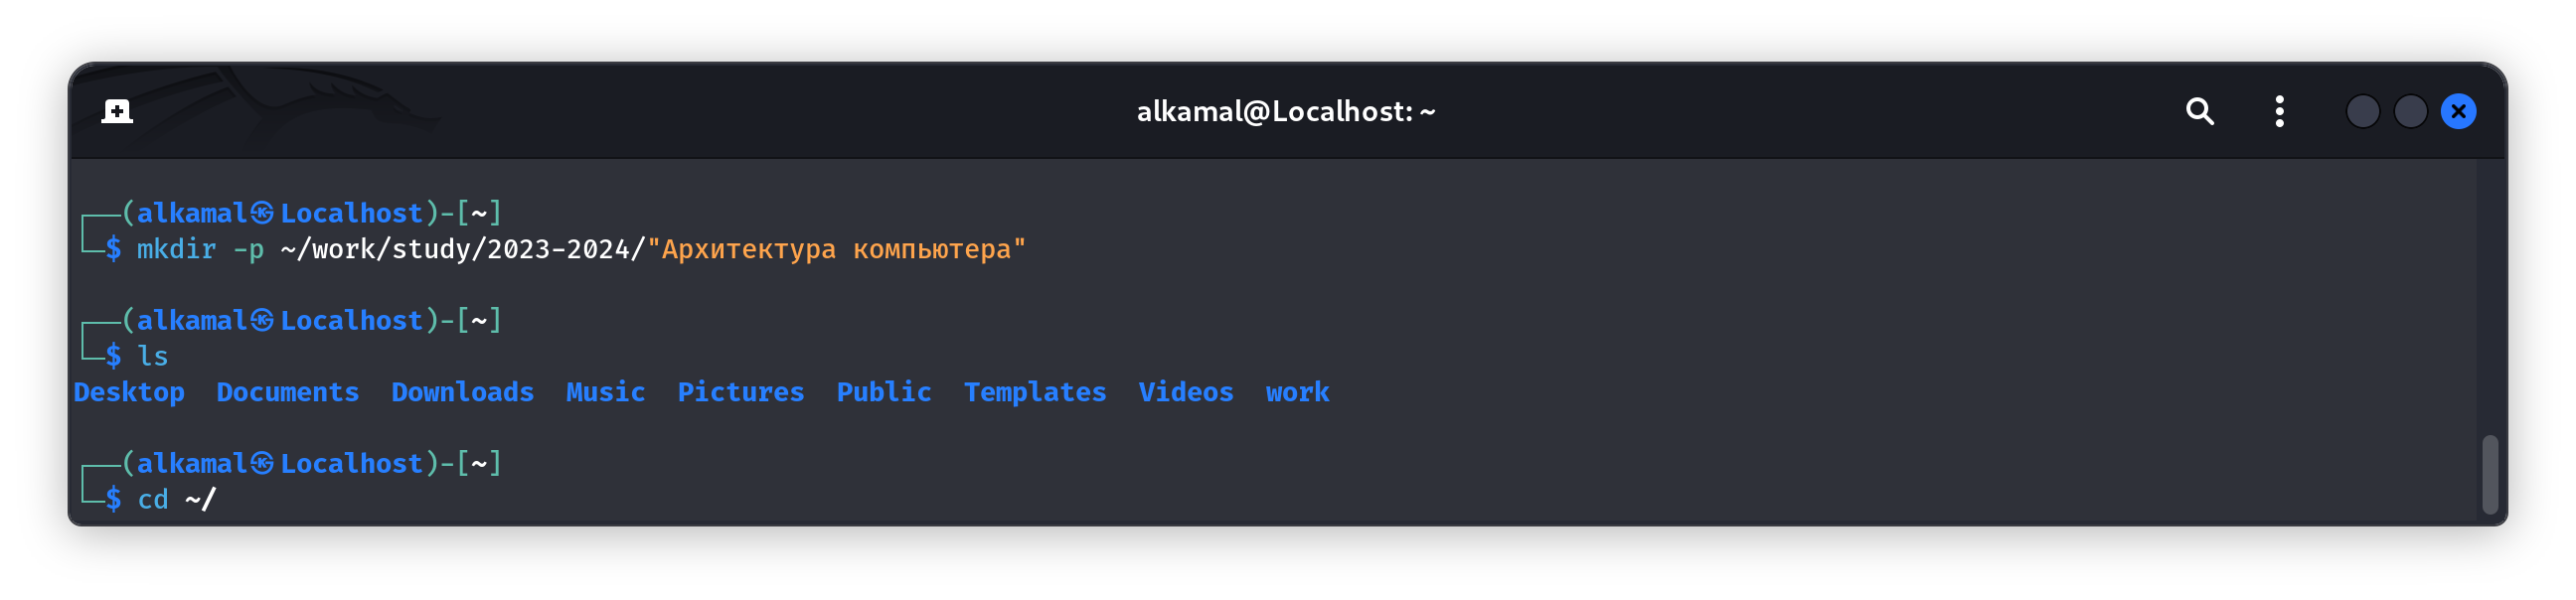 alkamal@Localhost: ~
┌──(alkamal㉿Localhost)-[~]
└─$ mkdir -p ~/work/study/2023-2024/"Архитектура компьютера"
┌──(alkamal㉿Localhost)-[~]
└─$ ls
Desktop  Documents  Downloads  Music  Pictures  Public  Templates  Videos  work
┌──(alkamal㉿Localhost)-[~]
└─$ cd ~/